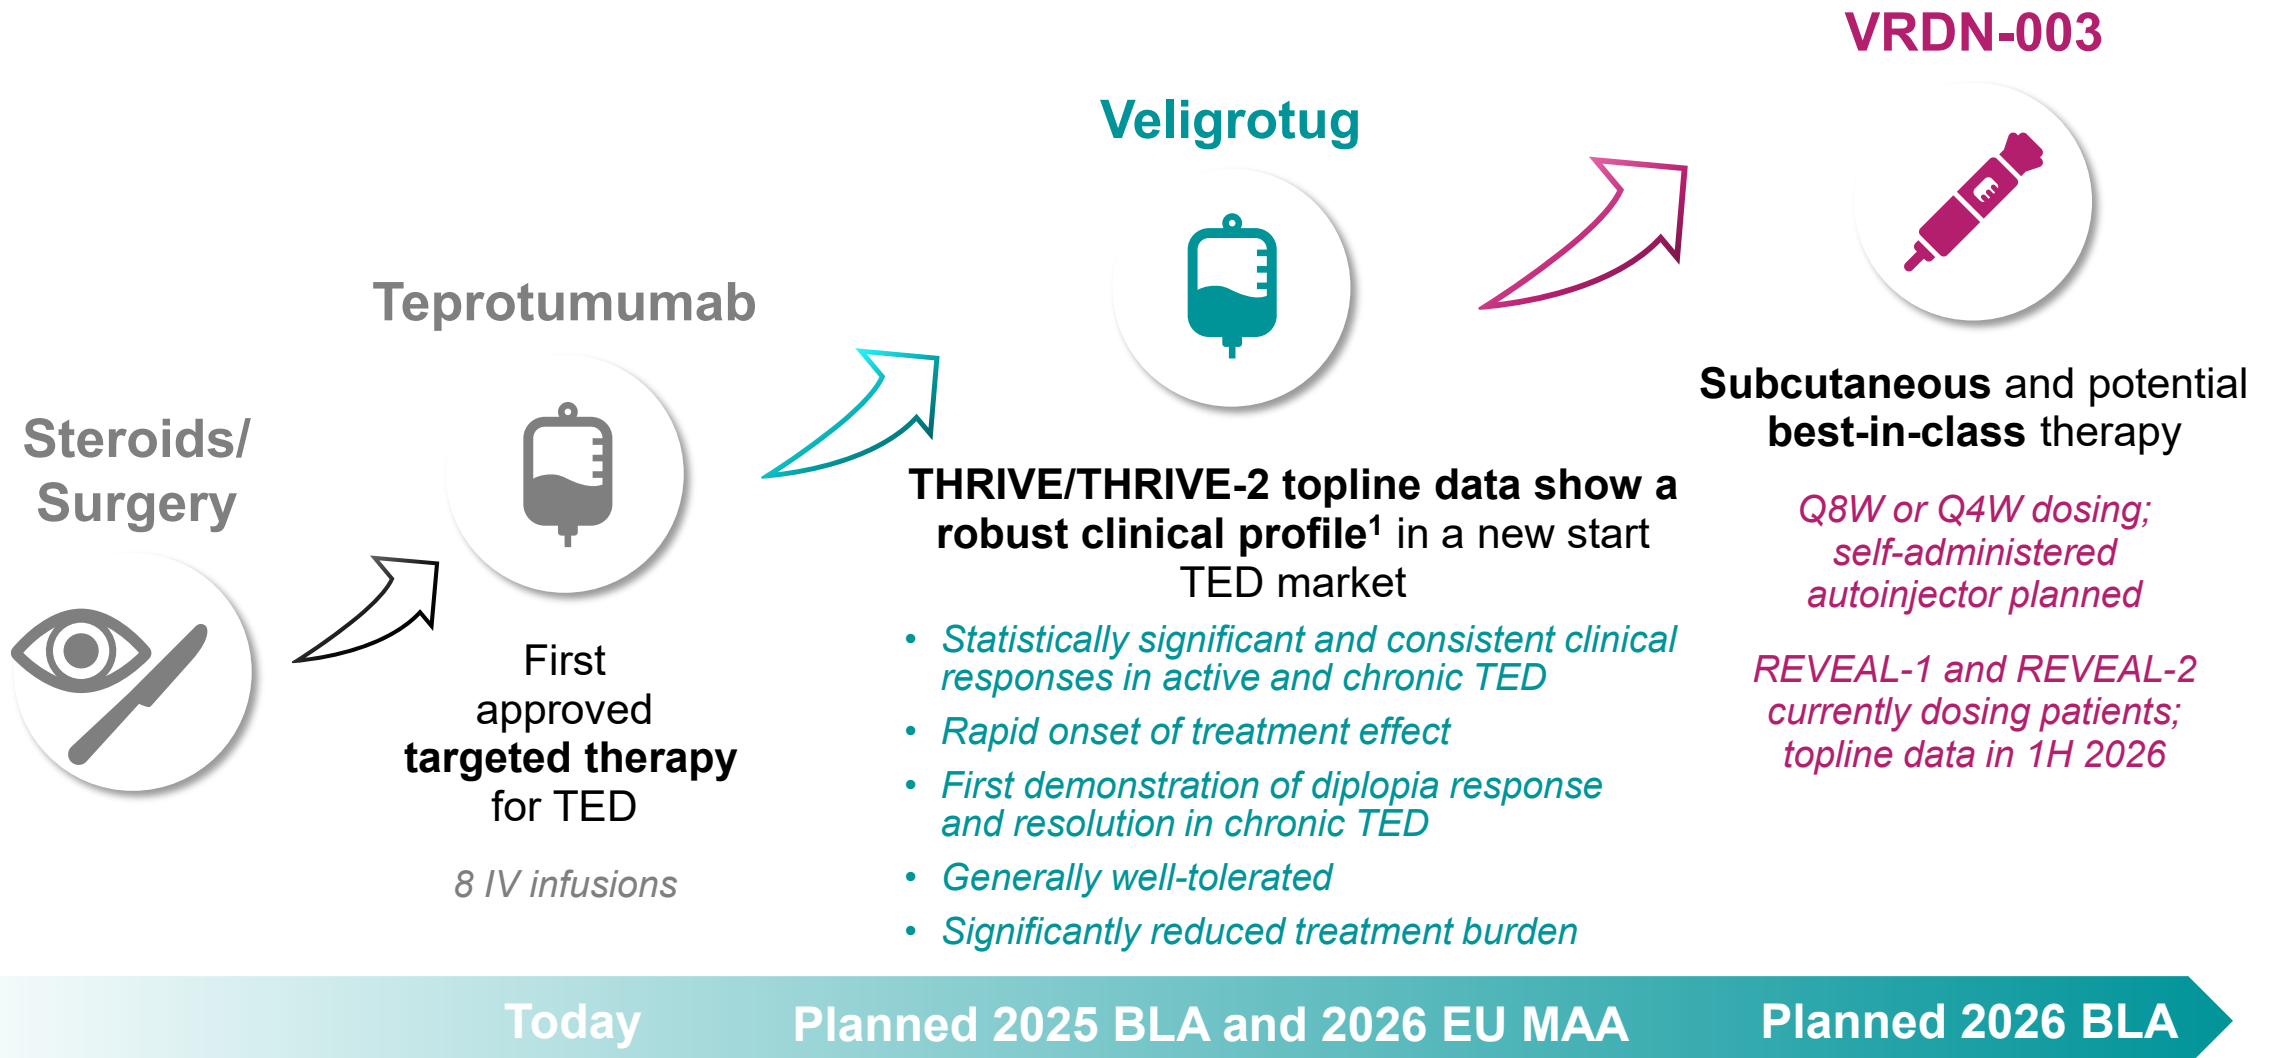 Steroids/
Surgery
Teprotumumab
First
approved
targeted therapy
for TED
8 IV infusions
Veligrotug
THRIVE/THRIVE-2 topline data show a
robust clinical profile¹ in a new start
TED market
• Statistically significant and consistent clinical
responses in active and chronic TED
• Rapid onset of treatment effect
• First demonstration of diplopia response
and resolution in chronic TED
• Generally well-tolerated
• Significantly reduced treatment burden
VRDN-003
Subcutaneous and potential
best-in-class therapy
Q8W or Q4W dosing;
self-administered
autoinjector planned
REVEAL-1 and REVEAL-2
currently dosing patients;
topline data in 1H 2026
Today
Planned 2025 BLA and 2026 EU MAA
Planned 2026 BLA